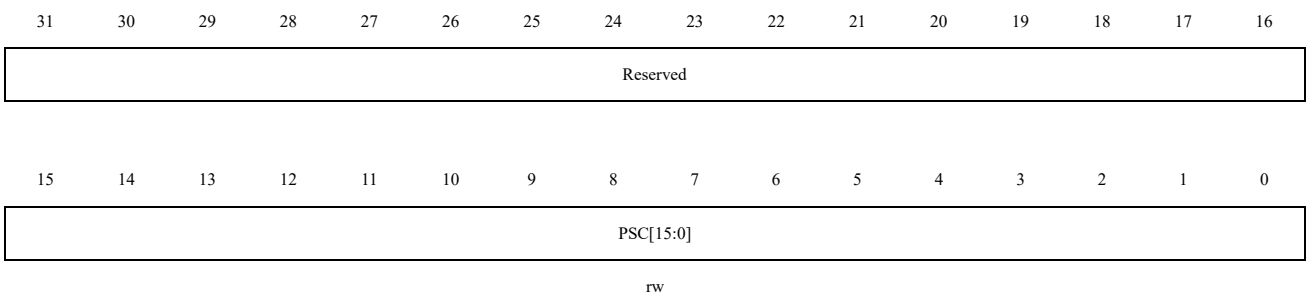 31 30 29 28 27 26 25 24 23 22 21 20 19 18 17 16
Reserved
15 14 13 12 11 10 9 8 7 6 5 4 3 2 1 0
PSC[15:0]
rw